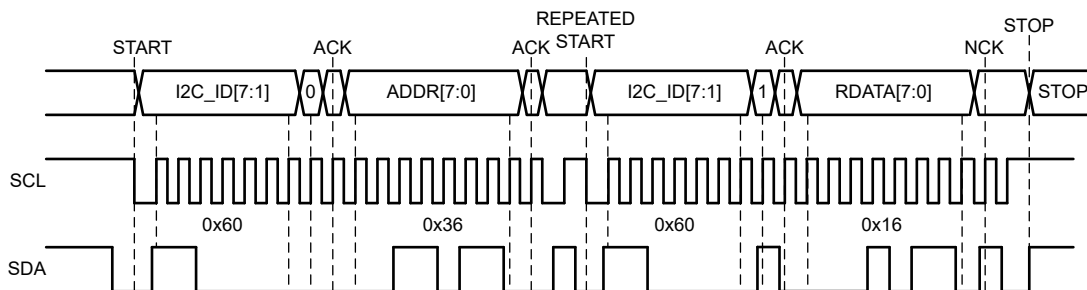 REPEATED
START
STOP
START
ACK
ACK
ACK
NCK
I2C_ID[7:1]
0
ADDR[7:0]
I2C_ID[7:1]
1
RDATA[7:0]
STOP
SCL
0x60
0x36
0x60
0x16
SDA